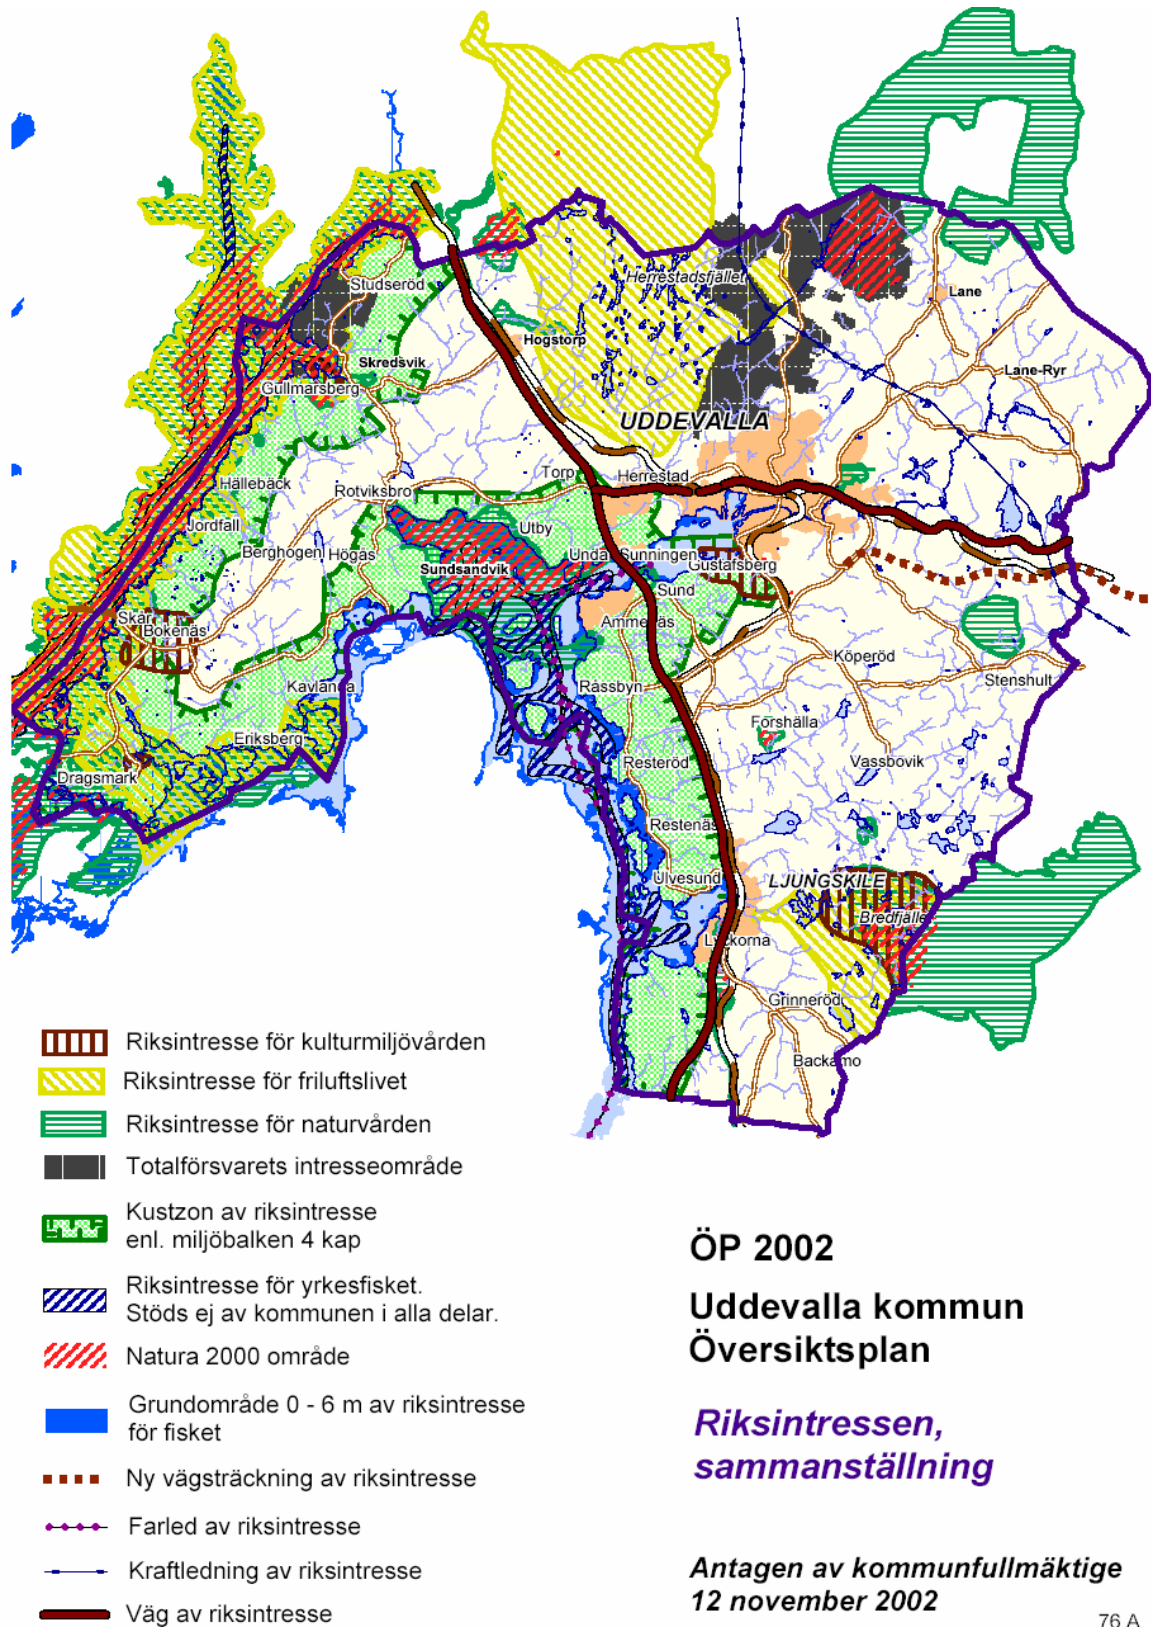 Herrestadsfjället
Studseröd
Lane
Hogstorp
Skredsvik
Lane-Ryr
Gullmarsberg
UDDEVALLA
Torp
Herrestad
Hällebäck
Rotviksbro
Jordfall
Utby
Berghogen
Högås
Unda
Sunningen
Sundsandvik
Gustafsberg
Sund
Skår
Bokenäs
Ammenäs
Köperöd
Stenshult
Kavlanda
Rässbyn
Forshälla
Eriksberg
Resteröd
Vassbovik
Dragsmark
Restenäs
Ulvesund
LJUNGSKILE
Bredfjället
Lyckorna
Grinneröd
Backamo
Riksintresse för kulturmiljövården
Riksintresse för friluftslivet
Riksintresse för naturvården
Totalförsvarets intresseområde
Kustzon av riksintresse
enl. miljöbalken 4 kap
Riksintresse för yrkesfisket.
Stöds ej av kommunen i alla delar.
Natura 2000 område
Grundområde 0 - 6 m av riksintresse
för fisket
Ny vägsträckning av riksintresse
Farled av riksintresse
Kraftledning av riksintresse
Väg av riksintresse
ÖP 2002
Uddevalla kommun
Översiktsplan
Riksintressen,
sammanställning
Antagen av kommunfullmäktige
12 november 2002
76 A